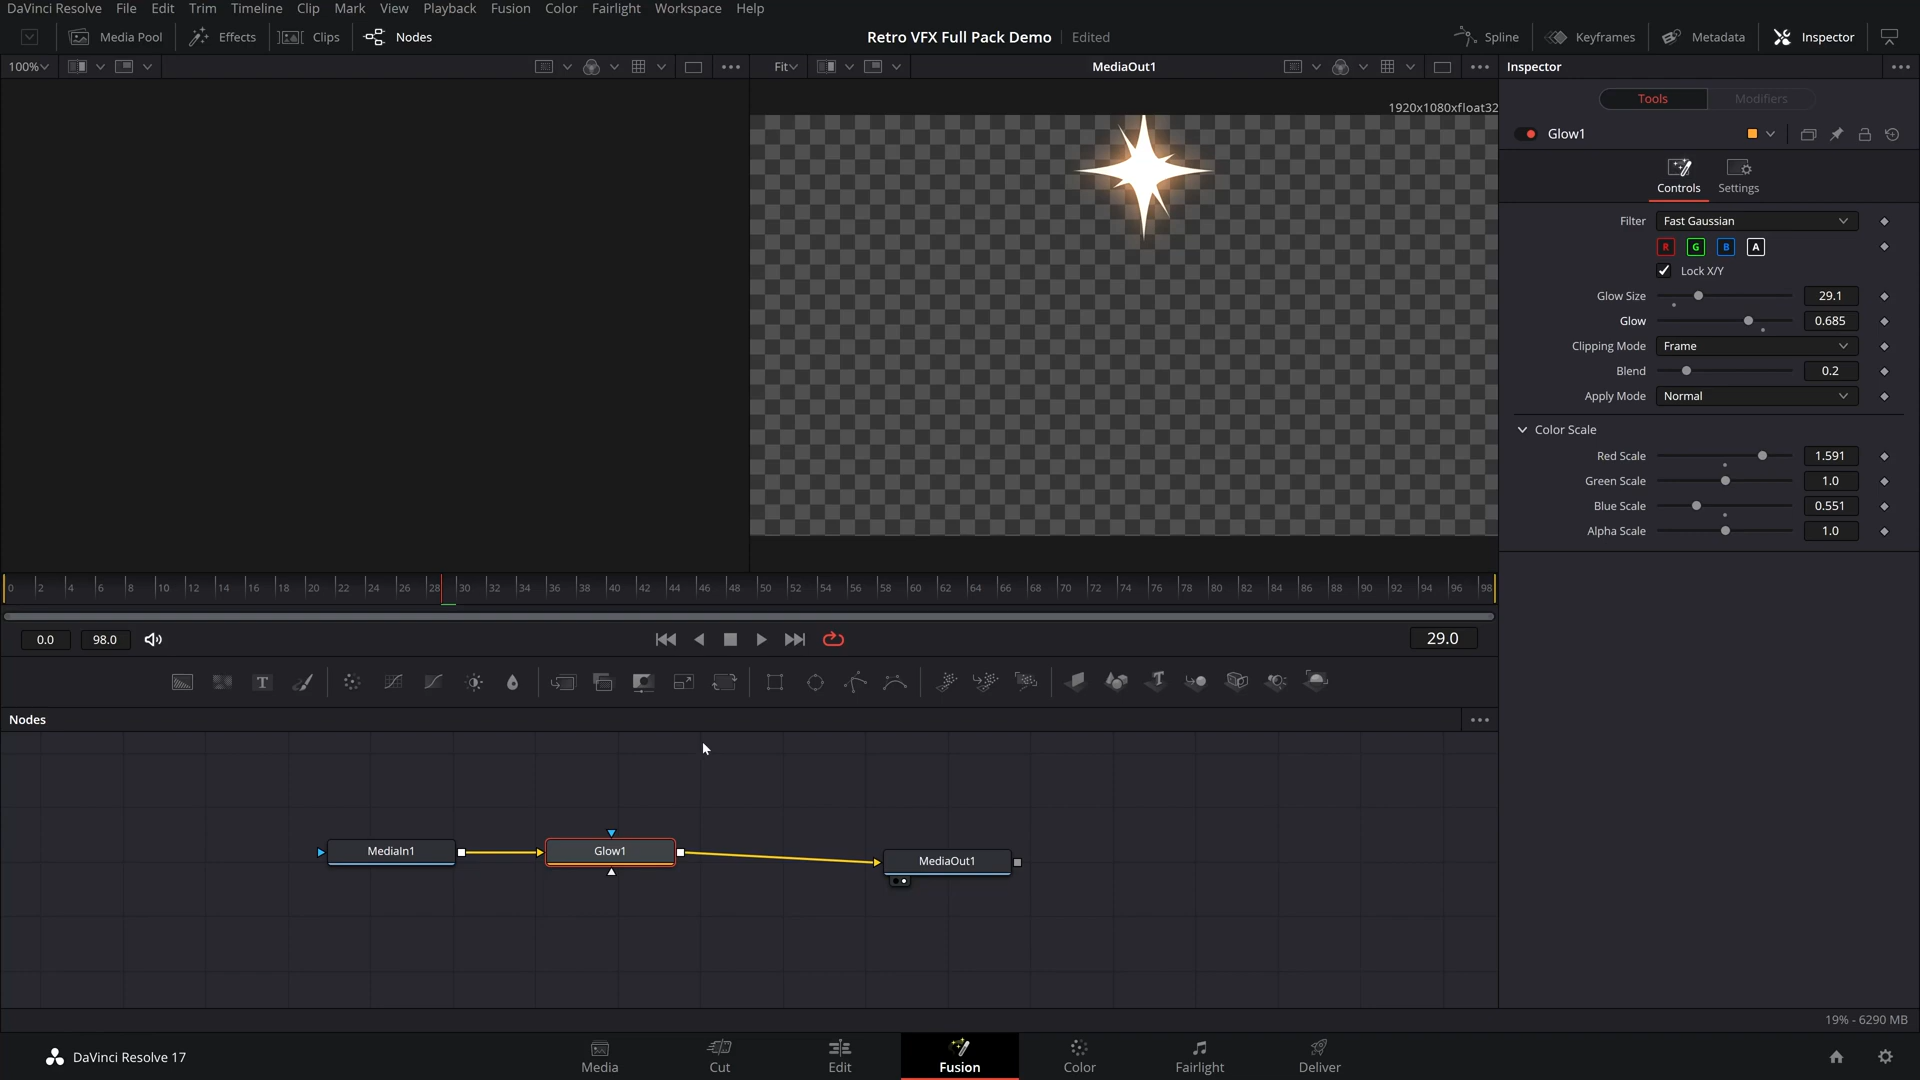 DaVinci Resolve File Edit Trim Timeline Clip Mark View Playback Fusion Color Fairlight Workspace Help
Media Pool Effects Clips Nodes Retro VFX Full Pack Demo Edited Spline Keyframes Metadata Inspector
100% Fit MediaOut1 Inspector
1920x1080xfloat32
Tools Modifiers
Glow1
Controls Settings
Filter Fast Gaussian
R G B A
Lock X/Y
Glow Size 29.1
Glow 0.685
Clipping Mode Frame
Blend 0.2
Apply Mode Normal
Color Scale
Red Scale 1.591
Green Scale 1.0
Blue Scale 0.551
Alpha Scale 1.0
0 2 4 6 8 10 12 14 16 18 20 22 24 26 28 30 32 34 36 38 40 42 44 46 48 50 52 54 56 58 60 62 64 66 68 70 72 74 76 78 80 82 84 86 88 90 92 94 96 98
0.0 98.0 29.0
T T
Nodes
MediaIn1 Glow1 MediaOut1
19% - 6290 MB
DaVinci Resolve 17 Media Cut Edit Fusion Color Fairlight Deliver